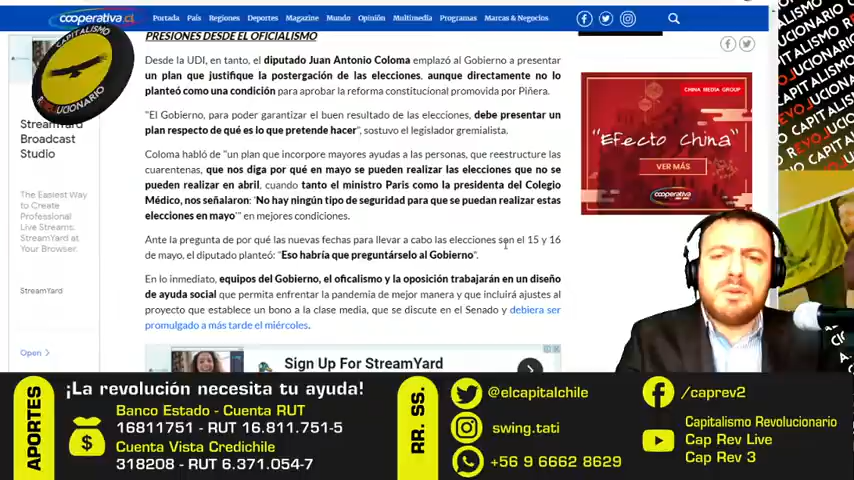 cooperativa.cl
Portada País Regiones Deportes Magazine Mundo Opinión Multimedia Programas Marcas & Negocios
PRESIONES DESDE EL OFICIALISMO
Desde la UDI, en tanto, el diputado Juan Antonio Coloma emplazó al Gobierno a presentar
un plan que justifique la postergación de las elecciones, aunque directamente no lo
planteó como una condición para aprobar la reforma constitucional promovida por Piñera.
"El Gobierno, para poder garantizar el buen resultado de las elecciones, debe presentar un
plan respecto de qué es lo que pretende hacer", sostuvo el legislador gremialista.
Coloma habló de "un plan que incorpore mayores ayudas a las personas, que reestructure las
cuarentenas, que nos diga por qué en mayo se pueden realizar las elecciones que no se
pueden realizar en abril, cuando tanto el ministro Paris como la presidenta del Colegio
Médico, nos señalaron: 'No hay ningún tipo de seguridad para que se puedan realizar estas
elecciones en mayo'" en mejores condiciones.
Ante la pregunta de por qué las nuevas fechas para llevar a cabo las elecciones son el 15 y 16
de mayo, el diputado planteó: "Eso habría que preguntárselo al Gobierno".
En lo inmediato, equipos del Gobierno, el oficalismo y la oposición trabajarán en un diseño
de ayuda social que permita enfrentar la pandemia de mejor manera y que incluirá ajustes al
proyecto que establece un bono a la clase media, que se discute en el Senado y debiera ser
promulgado a más tarde el miércoles.
Sign Up For StreamYard
CAPITALISMO
REVOLUCIONARIO
StreamYard
Broadcast
Studio
The Easiest Way
to Create
Professional
Live Streams.
StreamYard is
Studio in Your
Browser.
StreamYard
Open >
CHINA MEDIA GROUP
"Efecto China"
VER MÁS
cooperativa
APORTES
¡La revolución necesita tu ayuda!
Banco Estado - Cuenta RUT
16811751 - RUT 16.811.751-5
Cuenta Vista Credichile
318208 - RUT 6.371.054-7
RR. SS.
@elcapitalchile
swing.tati
+56 9 6662 8629
/caprev2
Capitalismo Revolucionario
Cap Rev Live
Cap Rev 3